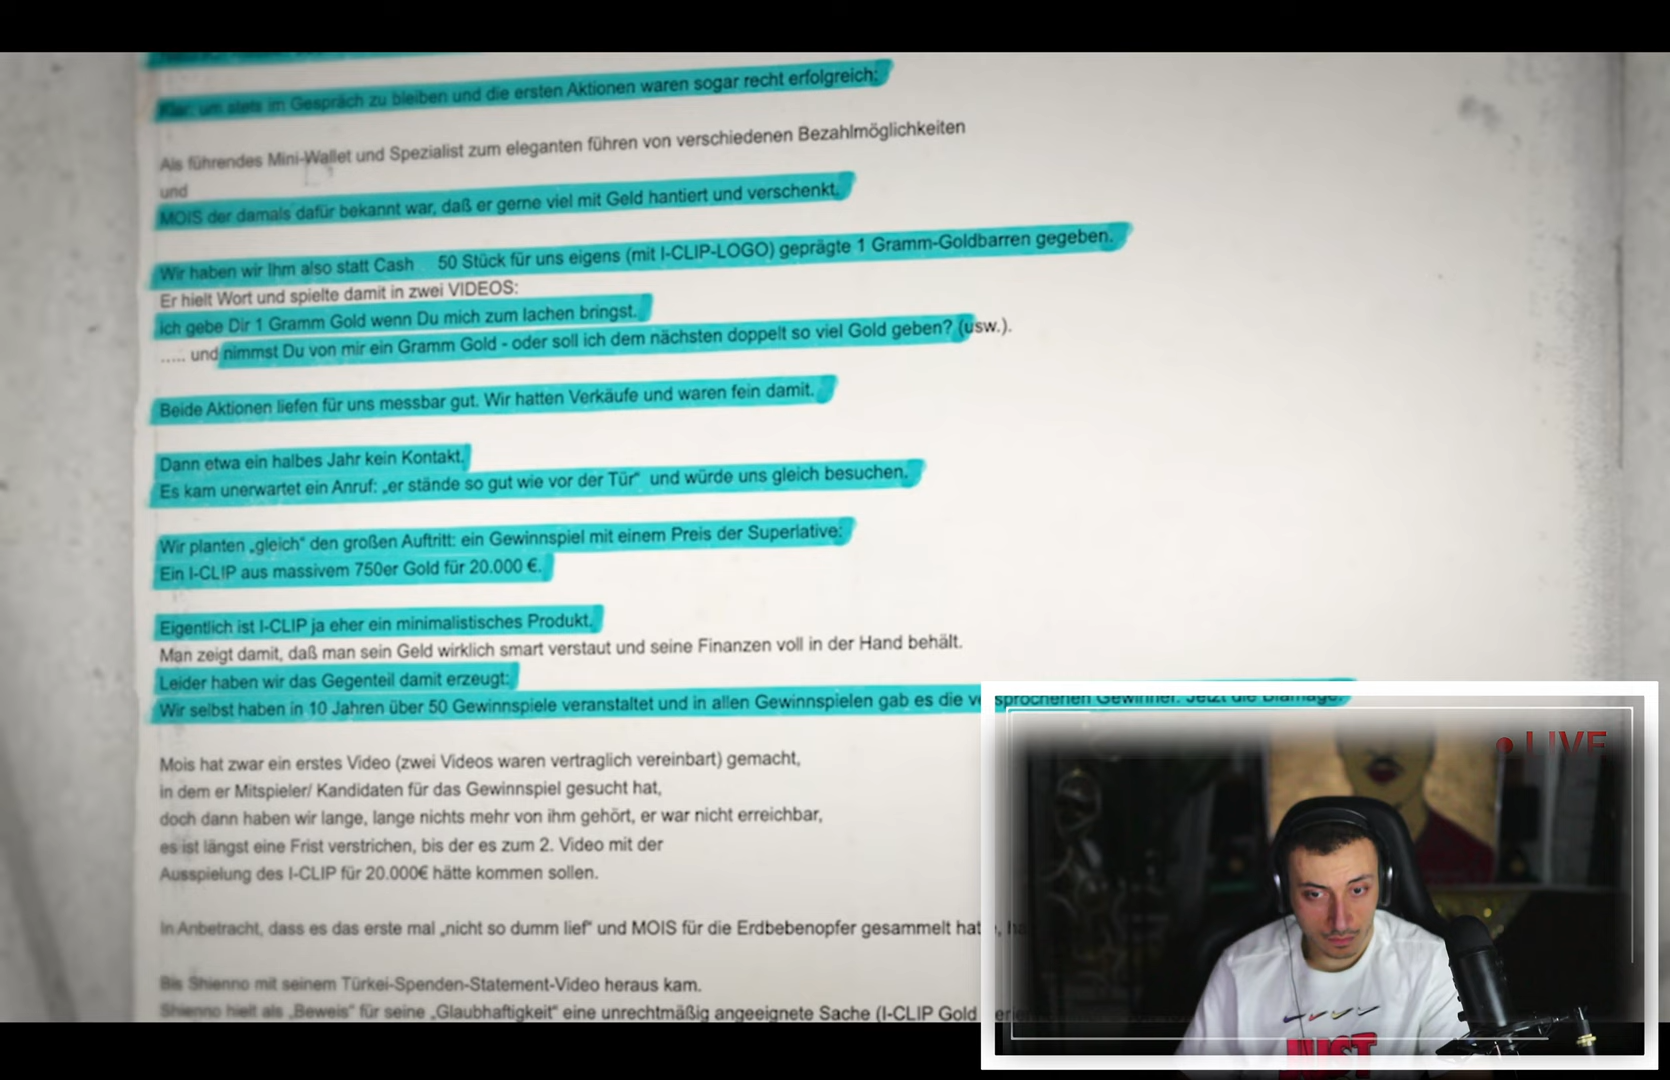 Klar, um stets im Gespräch zu bleiben und die ersten Aktionen waren sogar recht erfolgreich:
Als führendes Mini-Wallet und Spezialist zum eleganten führen von verschiedenen Bezahlmöglichkeiten
und
MOIS der damals dafür bekannt war, daß er gerne viel mit Geld hantiert und verschenkt.
Wir haben wir Ihm also statt Cash 50 Stück für uns eigens (mit I-CLIP-LOGO) geprägte 1 Gramm-Goldbarren gegeben.
Er hielt Wort und spielte damit in zwei VIDEOS:
ich gebe Dir 1 Gramm Gold wenn Du mich zum lachen bringst.
..... und nimmst Du von mir ein Gramm Gold - oder soll ich dem nächsten doppelt so viel Gold geben? (usw.).
Beide Aktionen liefen für uns messbar gut. Wir hatten Verkäufe und waren fein damit.
Dann etwa ein halbes Jahr kein Kontakt.
Es kam unerwartet ein Anruf: „er stände so gut wie vor der Tür“ und würde uns gleich besuchen.
Wir planten „gleich“ den großen Auftritt: ein Gewinnspiel mit einem Preis der Superlative:
Ein I-CLIP aus massivem 750er Gold für 20.000 €.
Eigentlich ist I-CLIP ja eher ein minimalistisches Produkt.
Man zeigt damit, daß man sein Geld wirklich smart verstaut und seine Finanzen voll in der Hand behält.
Leider haben wir das Gegenteil damit erzeugt:
Wir selbst haben in 10 Jahren über 50 Gewinnspiele veranstaltet und in allen Gewinnspielen gab es die versprochenen Gewinner. Jetzt die Blamage:
Mois hat zwar ein erstes Video (zwei Videos waren vertraglich vereinbart) gemacht,
in dem er Mitspieler/ Kandidaten für das Gewinnspiel gesucht hat,
doch dann haben wir lange, lange nichts mehr von ihm gehört, er war nicht erreichbar,
es ist längst eine Frist verstrichen, bis der es zum 2. Video mit der
Ausspielung des I-CLIP für 20.000€ hätte kommen sollen.
In Anbetracht, dass es das erste mal „nicht so dumm lief“ und MOIS für die Erdbebenopfer gesammelt
Bis Shienno mit seinem Türkei-Spenden-Statement-Video heraus kam.
Shienno hielt als „Beweis“ für seine „Glaubhaftigkeit“ eine unrechtmäßig angeeignete Sache (I-CLIP Gold
LIVE
JUST